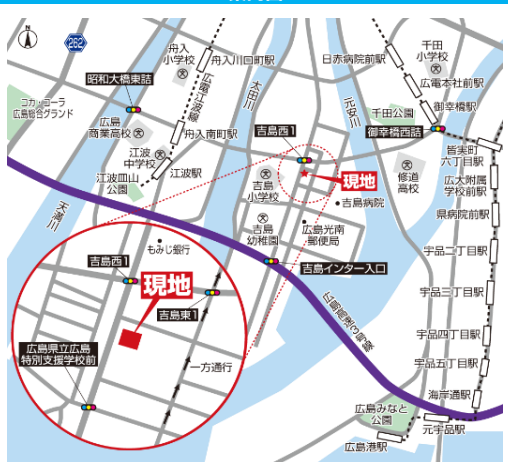 262
舟入
小学校
舟入川口町駅
広電江波線
太田川
日赤病院前駅
千田
小学校
広電本社前駅
昭和大橋東詰
コカ・コーラ
広島総合グランド
元安川
千田公園
御幸橋駅
広島
商業高校
舟入南町駅
御幸橋西詰
吉島西1
皆実町
六丁目駅
江波
中学校
江波皿山
公園
江波駅
現地
修道
高校
広大附属
学校前駅
吉島
小学校
吉島病院
県病院前駅
天満川
吉島
幼稚園
広島光南
郵便局
宇品二丁目駅
もみじ銀行
吉島西1
吉島インター入口
現地
宇品三丁目駅
吉島東1
広島高速3号線
宇品四丁目駅
広島県立広島
特別支援学校前
一方通行
宇品五丁目駅
海岸通駅
広島みなと
公園
元宇品駅
広島港駅